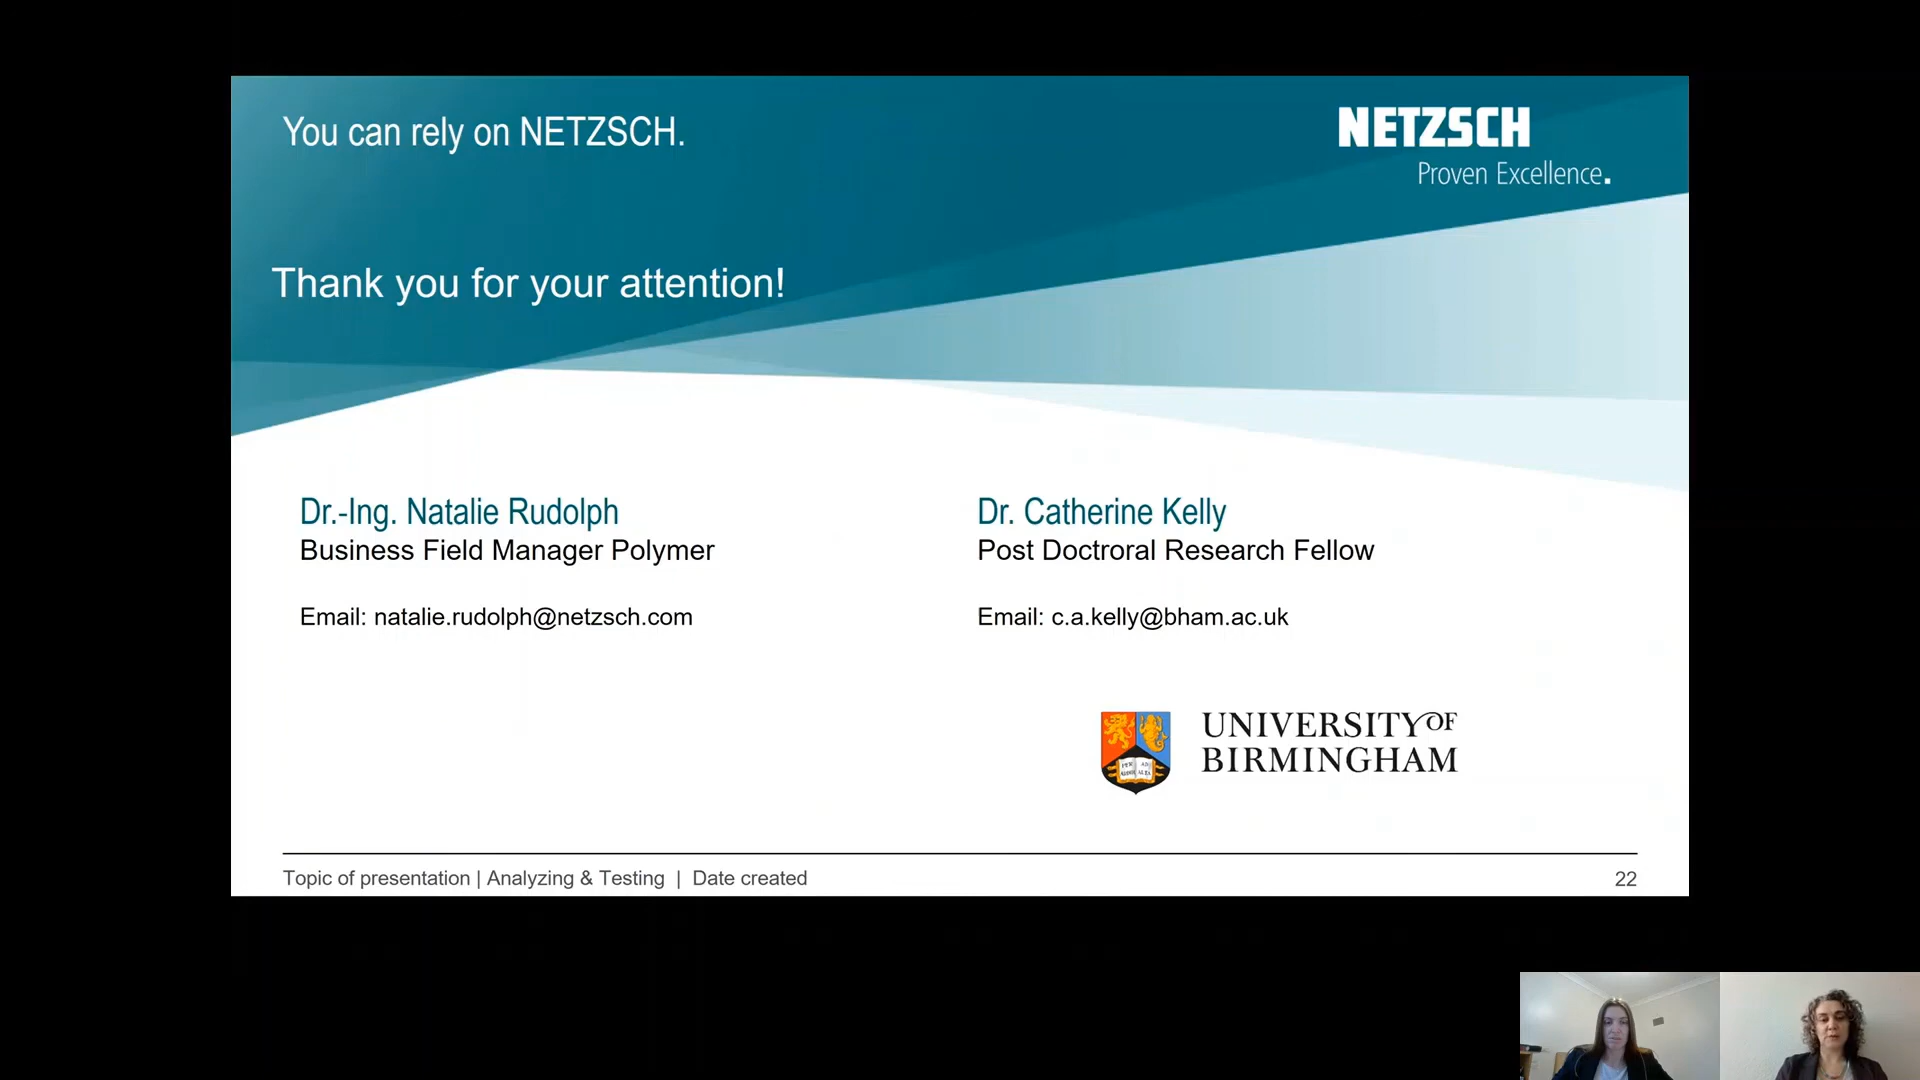 You can rely on NETZSCH.
NETZSCH
Proven Excellence.
Thank you for your attention!
Dr.-Ing. Natalie Rudolph
Business Field Manager Polymer
Email: natalie.rudolph@netzsch.com
Dr. Catherine Kelly
Post Doctroral Research Fellow
Email: c.a.kelly@bham.ac.uk
UNIVERSITY OF
BIRMINGHAM
Topic of presentation | Analyzing & Testing | Date created
22